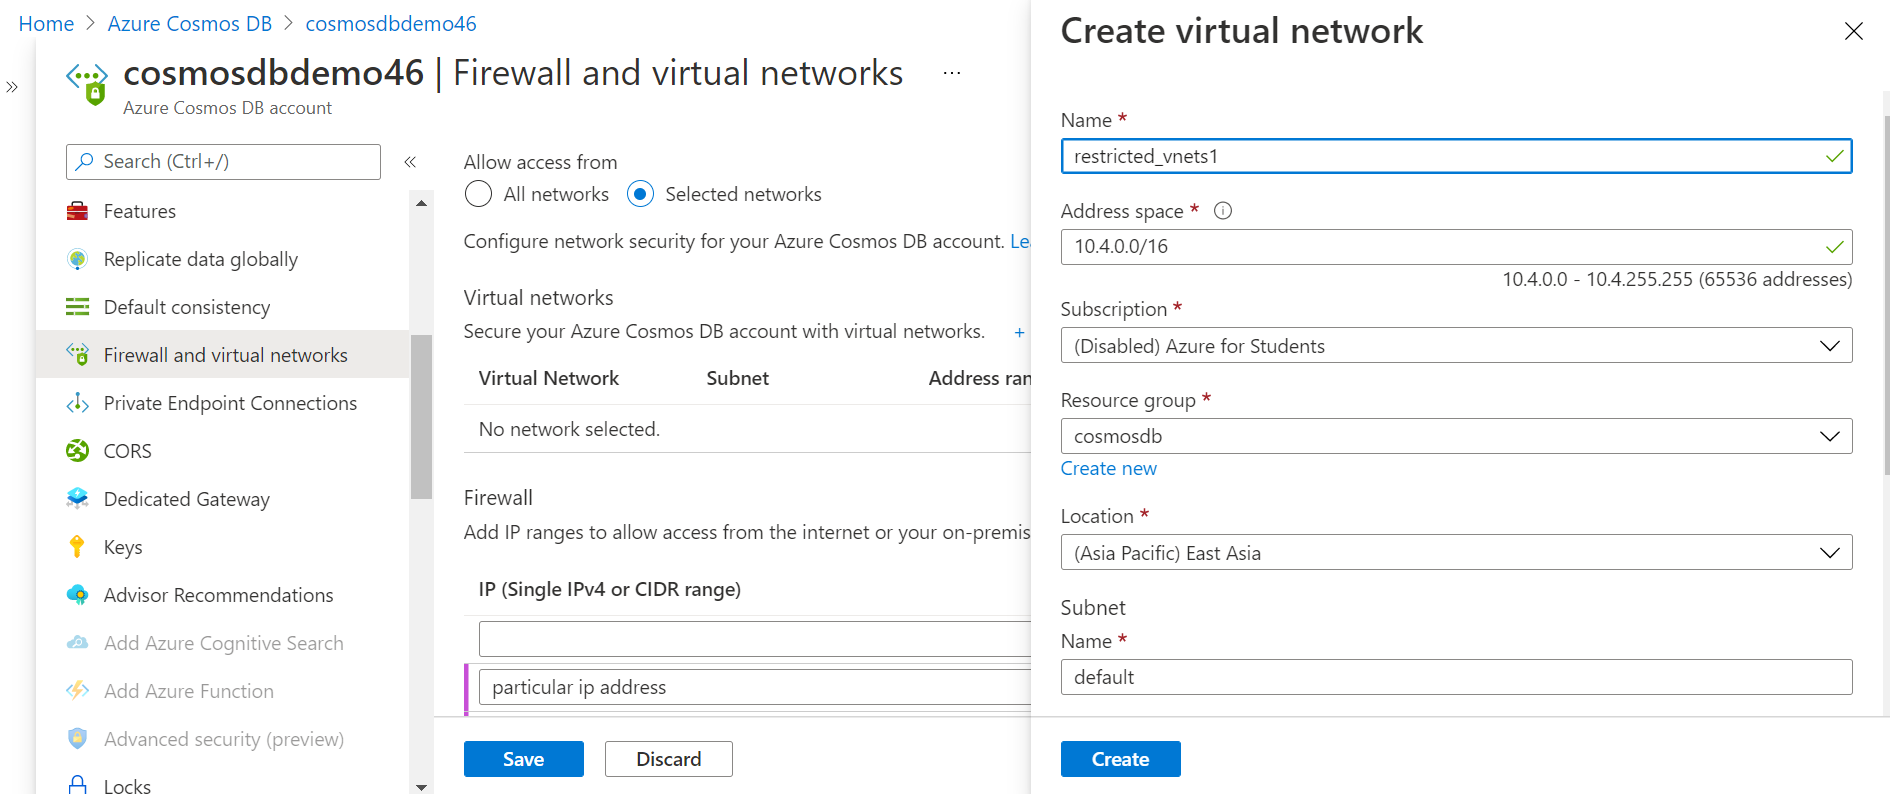 Home > Azure Cosmos DB > cosmosdbdemo46
cosmosdbdemo46 | Firewall and virtual networks ...
Azure Cosmos DB account
Search (Ctrl+/)
Features
Replicate data globally
Default consistency
Firewall and virtual networks
Private Endpoint Connections
CORS
Dedicated Gateway
Keys
Advisor Recommendations
Add Azure Cognitive Search
Add Azure Function
Advanced security (preview)
Locks
Allow access from
All networks Selected networks
Configure network security for your Azure Cosmos DB account. Le
Virtual networks
Secure your Azure Cosmos DB account with virtual networks. +
Virtual Network Subnet Address ran
No network selected.
Firewall
Add IP ranges to allow access from the internet or your on-premis
IP (Single IPv4 or CIDR range)
particular ip address
Save Discard
Create virtual network
Name *
restricted_vnets1
Address space *
10.4.0.0/16
10.4.0.0 - 10.4.255.255 (65536 addresses)
Subscription *
(Disabled) Azure for Students
Resource group *
cosmosdb
Create new
Location *
(Asia Pacific) East Asia
Subnet
Name *
default
Create